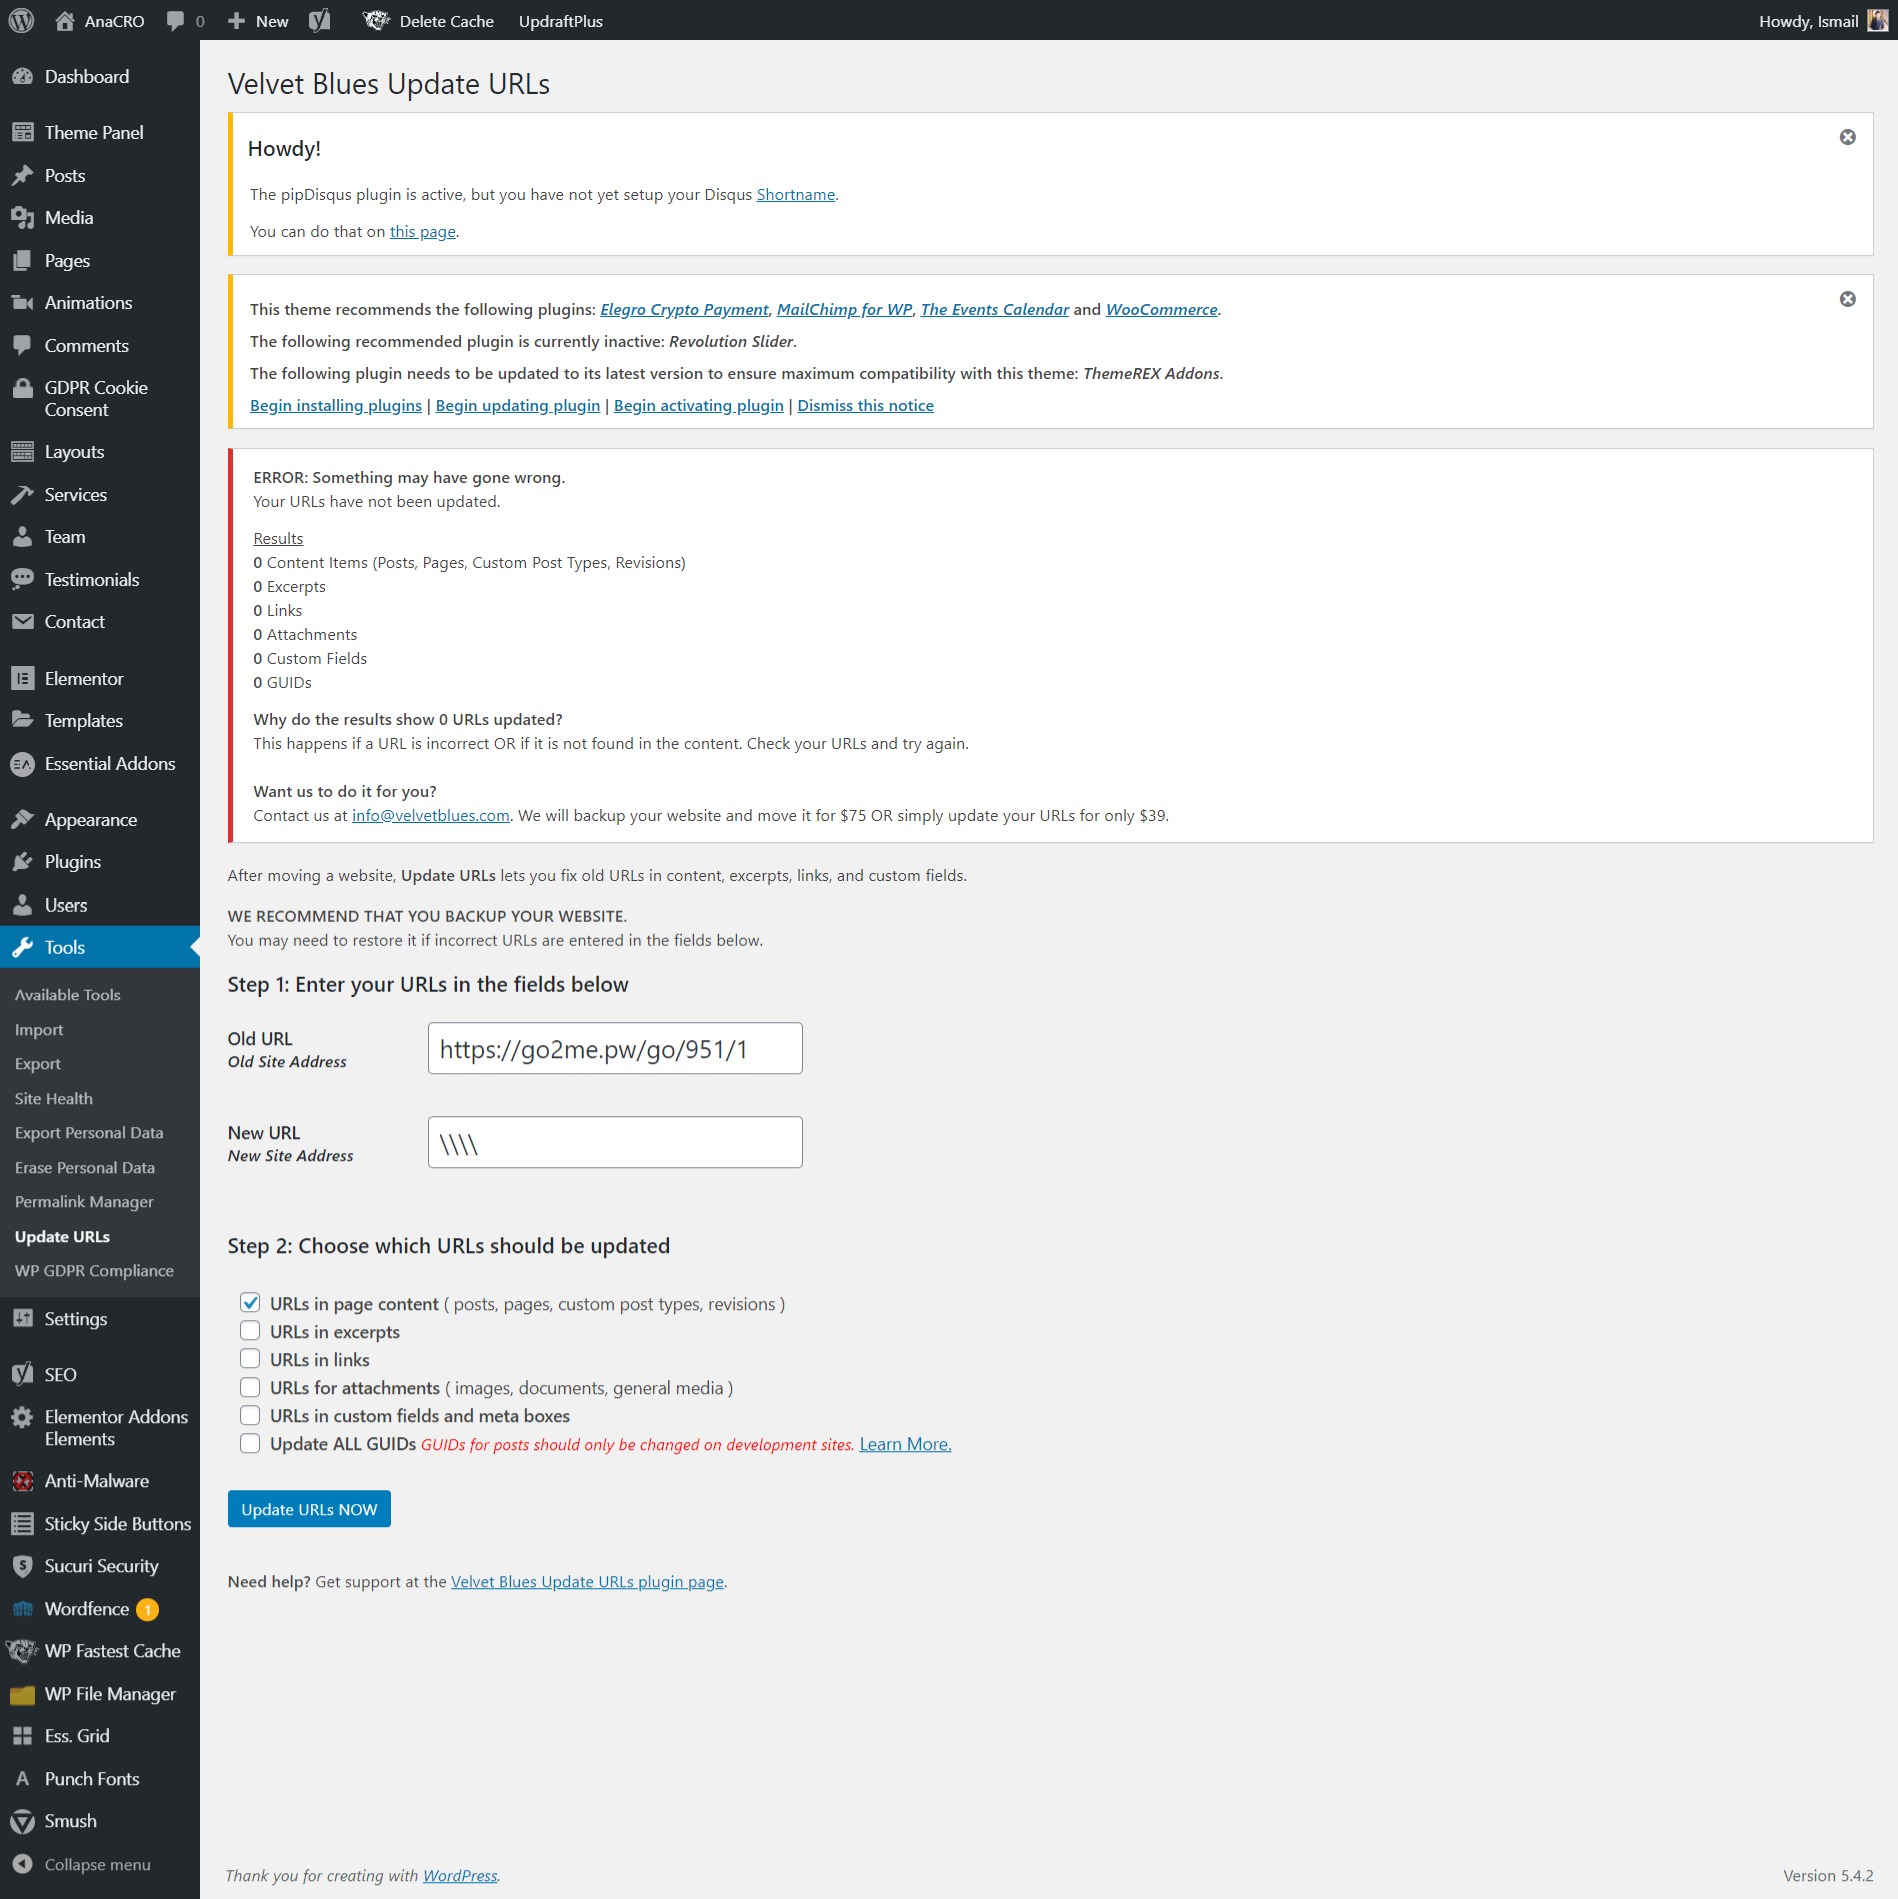 AnaCRO 0 New Delete Cache UpdraftPlus Howdy, Ismail
Dashboard
Theme Panel
Posts
Media
Pages
Animations
Comments
GDPR Cookie
Consent
Layouts
Services
Team
Testimonials
Contact
Elementor
Templates
Essential Addons
Appearance
Plugins
Users
Tools
Available Tools
Import
Export
Site Health
Export Personal Data
Erase Personal Data
Permalink Manager
Update URLs
WP GDPR Compliance
Settings
SEO
Elementor Addons
Elements
Anti-Malware
Sticky Side Buttons
Sucuri Security
Wordfence 1
WP Fastest Cache
WP File Manager
Ess. Grid
Punch Fonts
Smush
Collapse menu
Velvet Blues Update URLs
Howdy!
The pipDisqus plugin is active, but you have not yet setup your Disqus Shortname.
You can do that on this page.
This theme recommends the following plugins: Elegro Crypto Payment, MailChimp for WP, The Events Calendar and WooCommerce.
The following recommended plugin is currently inactive: Revolution Slider.
The following plugin needs to be updated to its latest version to ensure maximum compatibility with this theme: ThemeREX Addons.
Begin installing plugins | Begin updating plugin | Begin activating plugin | Dismiss this notice
ERROR: Something may have gone wrong.
Your URLs have not been updated.
Results
0 Content Items (Posts, Pages, Custom Post Types, Revisions)
0 Excerpts
0 Links
0 Attachments
0 Custom Fields
0 GUIDs
Why do the results show 0 URLs updated?
This happens if a URL is incorrect OR if it is not found in the content. Check your URLs and try again.
Want us to do it for you?
Contact us at info@velvetblues.com. We will backup your website and move it for $75 OR simply update your URLs for only $39.
After moving a website, Update URLs lets you fix old URLs in content, excerpts, links, and custom fields.
WE RECOMMEND THAT YOU BACKUP YOUR WEBSITE.
You may need to restore it if incorrect URLs are entered in the fields below.
Step 1: Enter your URLs in the fields below
Old URL
Old Site Address
https://go2me.pw/go/951/1
New URL
New Site Address
\\\\
Step 2: Choose which URLs should be updated
URLs in page content ( posts, pages, custom post types, revisions )
URLs in excerpts
URLs in links
URLs for attachments ( images, documents, general media )
URLs in custom fields and meta boxes
Update ALL GUIDs GUIDs for posts should only be changed on development sites. Learn More.
Update URLs NOW
Need help? Get support at the Velvet Blues Update URLs plugin page.
Thank you for creating with WordPress.
Version 5.4.2